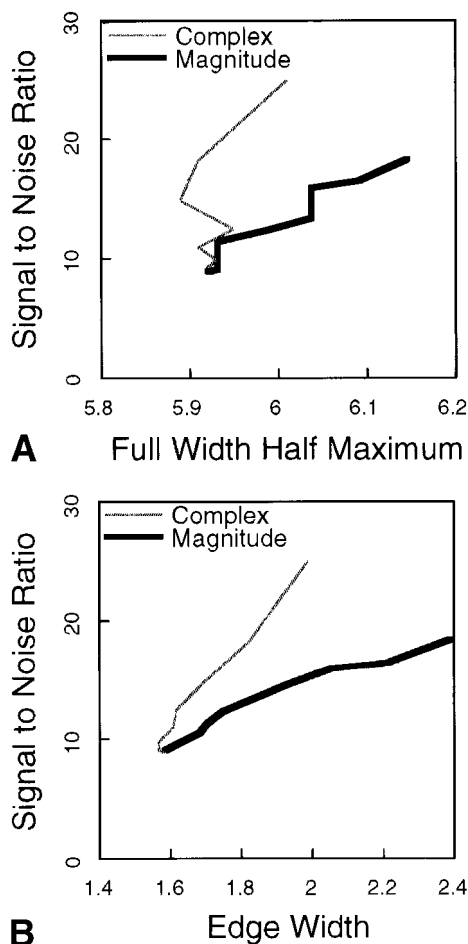 30
Complex
Magnitude
20
10
0
Signal to Noise Ratio
5.8 5.9 6 6.1 6.2
A Full Width Half Maximum
30
Complex
Magnitude
20
10
0
Signal to Noise Ratio
1.4 1.6 1.8 2 2.2 2.4
B Edge Width